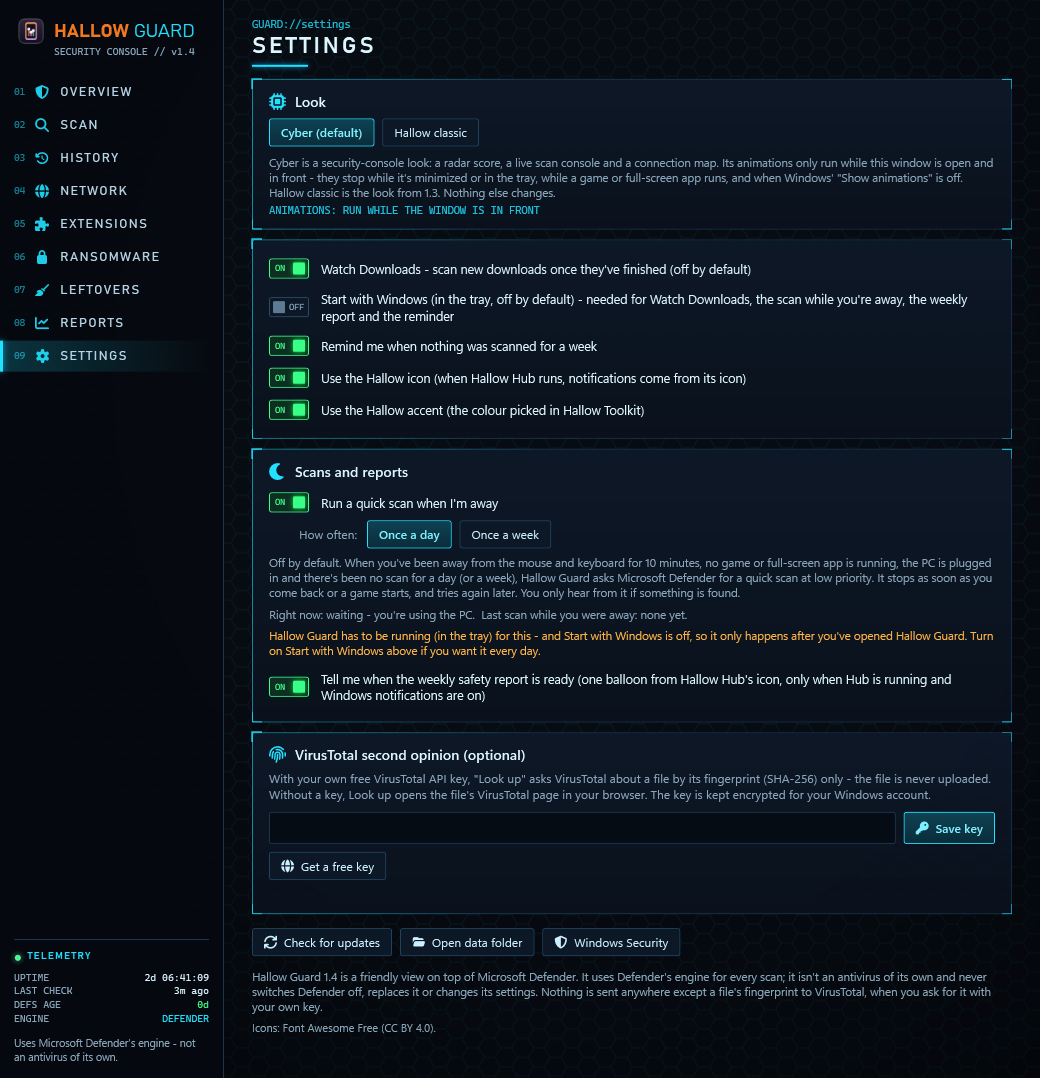 HALLOW GUARD
SECURITY CONSOLE // v1.4
01 OVERVIEW
02 SCAN
03 HISTORY
04 NETWORK
05 EXTENSIONS
06 RANSOMWARE
07 LEFTOVERS
08 REPORTS
09 SETTINGS
TELEMETRY
UPTIME 2d 06:41:09
LAST CHECK 3m ago
DEFS AGE 0d
ENGINE DEFENDER
Uses Microsoft Defender's engine - not
an antivirus of its own.
GUARD://settings
SETTINGS
Look
Cyber (default) Hallow classic
Cyber is a security-console look: a radar score, a live scan console and a connection map. Its animations only run while this window is open and
in front - they stop while it's minimized or in the tray, while a game or full-screen app runs, and when Windows' "Show animations" is off.
Hallow classic is the look from 1.3. Nothing else changes.
ANIMATIONS: RUN WHILE THE WINDOW IS IN FRONT
ON Watch Downloads - scan new downloads once they've finished (off by default)
OFF Start with Windows (in the tray, off by default) - needed for Watch Downloads, the scan while you're away, the weekly
report and the reminder
ON Remind me when nothing was scanned for a week
ON Use the Hallow icon (when Hallow Hub runs, notifications come from its icon)
ON Use the Hallow accent (the colour picked in Hallow Toolkit)
Scans and reports
ON Run a quick scan when I'm away
How often: Once a day Once a week
Off by default. When you've been away from the mouse and keyboard for 10 minutes, no game or full-screen app is running, the PC is plugged
in and there's been no scan for a day (or a week), Hallow Guard asks Microsoft Defender for a quick scan at low priority. It stops as soon as you
come back or a game starts, and tries again later. You only hear from it if something is found.
Right now: waiting - you're using the PC. Last scan while you were away: none yet.
Hallow Guard has to be running (in the tray) for this - and Start with Windows is off, so it only happens after you've opened Hallow Guard. Turn
on Start with Windows above if you want it every day.
ON Tell me when the weekly safety report is ready (one balloon from Hallow Hub's icon, only when Hub is running and
Windows notifications are on)
VirusTotal second opinion (optional)
With your own free VirusTotal API key, "Look up" asks VirusTotal about a file by its fingerprint (SHA-256) only - the file is never uploaded.
Without a key, Look up opens the file's VirusTotal page in your browser. The key is kept encrypted for your Windows account.
Save key
Get a free key
Check for updates Open data folder Windows Security
Hallow Guard 1.4 is a friendly view on top of Microsoft Defender. It uses Defender's engine for every scan; it isn't an antivirus of its own and never
switches Defender off, replaces it or changes its settings. Nothing is sent anywhere except a file's fingerprint to VirusTotal, when you ask for it with
your own key.
Icons: Font Awesome Free (CC BY 4.0).